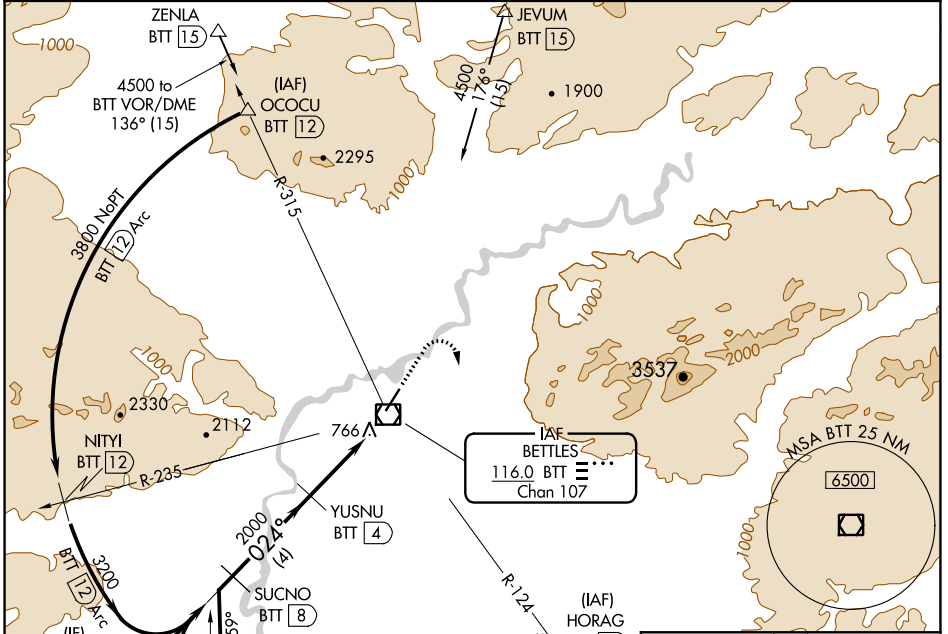 ZENLA
BTT 15
JEVUM
BTT 15
1000
4500 to
BTT VOR/DME
136° (15)
(IAF)
OCOCU
BTT 12
4500
176°
(15)
1900
2295
1000
R-315
3800 NoPT
BTT 12 Arc
1000
1000
2000
3537
2330
2112
766
NITYI
BTT 12
R-235
IAF
BETTLES
116.0 BTT
Chan 107
MSA BTT 25 NM
6500
YUSNU
BTT 4
2000
024°
(4)
3200
BTT 12 Arc
SUCNO
BTT 8
R-124
1000
(IAF)
HORAG
(IF)
59°